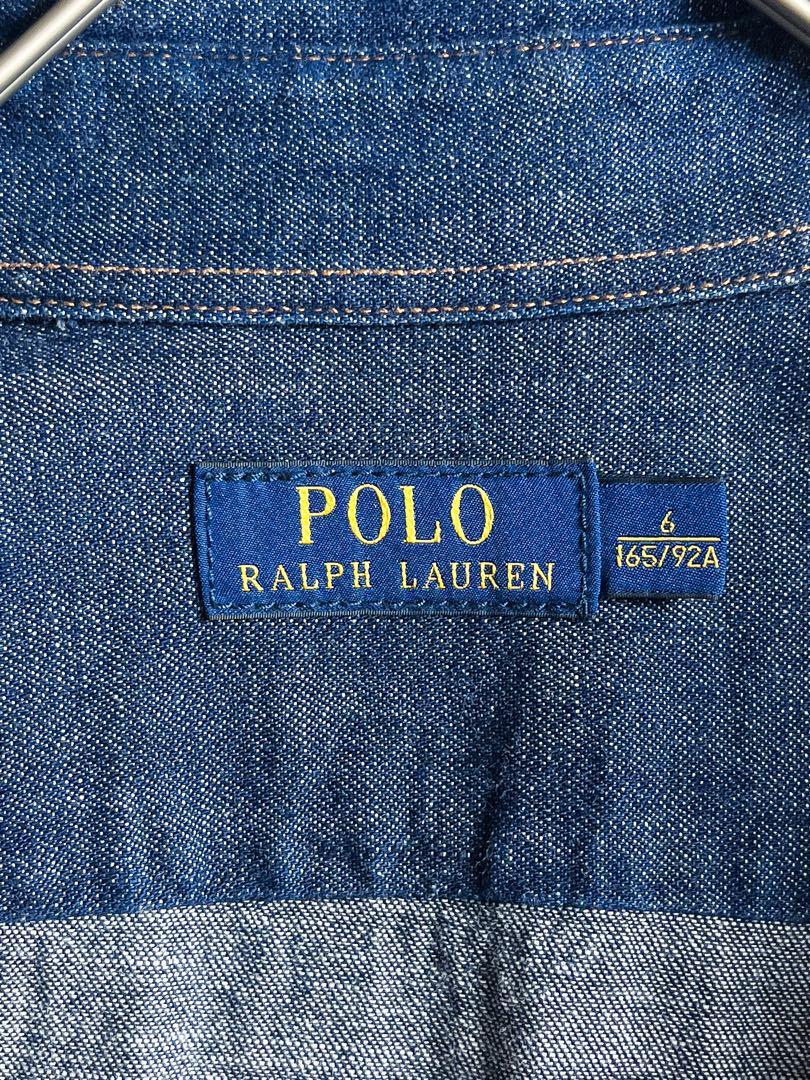 POLO
RALPH LAUREN
6
165/92A